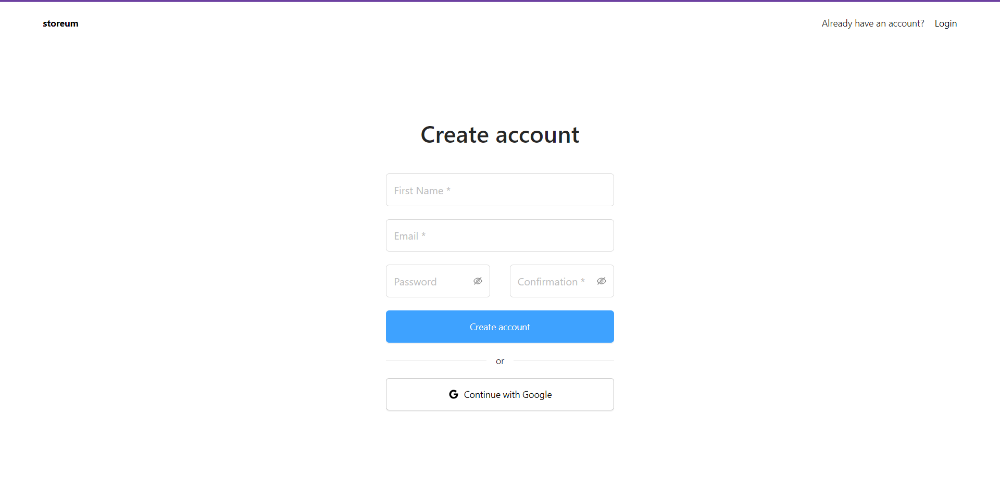 storeum
Already have an account? Login
Create account
First Name *
Email *
Password
Confirmation *
Create account
or
Continue with Google